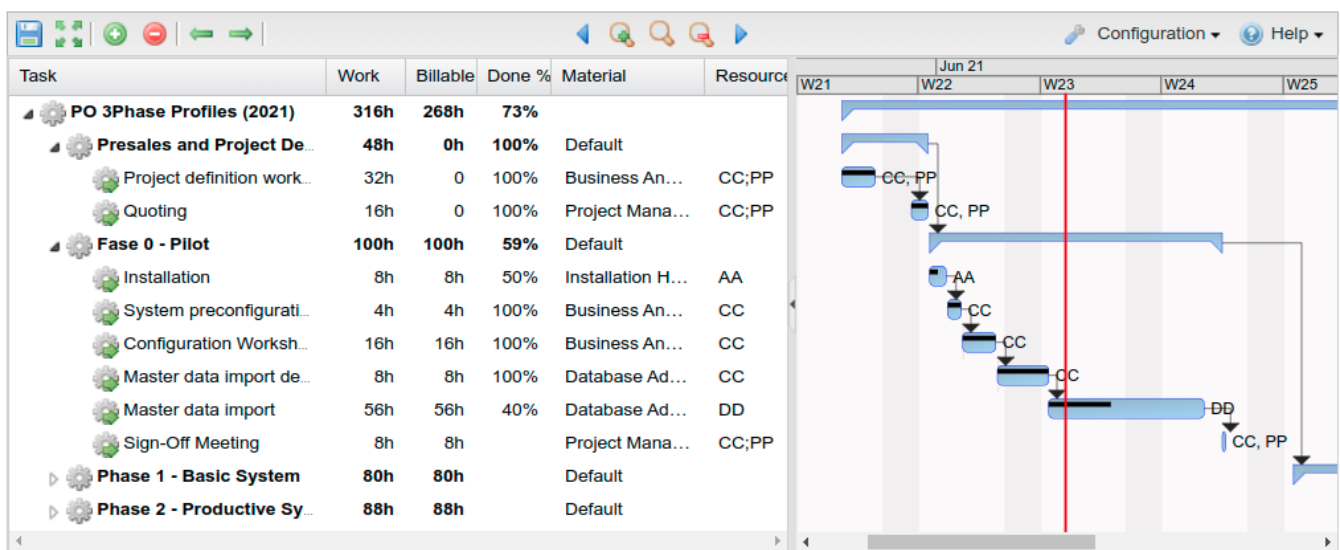 Configuration Help
Task Work Billable Done % Material Resource
Jun 21
W21 W22 W23 W24 W25
PO 3Phase Profiles (2021) 316h 268h 73%
Presales and Project De... 48h 0h 100% Default
Project definition work... 32h 0 100% Business An... CC;PP CC, PP
Quoting 16h 0 100% Project Mana... CC;PP CC, PP
Fase 0 - Pilot 100h 100h 59% Default
Installation 8h 8h 50% Installation H... AA AA
System preconfigurati... 4h 4h 100% Business An... CC CC
Configuration Worksh... 16h 16h 100% Business An... CC CC
Master data import de... 8h 8h 100% Database Ad... CC CC
Master data import 56h 56h 40% Database Ad... DD DD
Sign-Off Meeting 8h 8h Project Mana... CC;PP CC, PP
Phase 1 - Basic System 80h 80h Default
Phase 2 - Productive Sy... 88h 88h Default